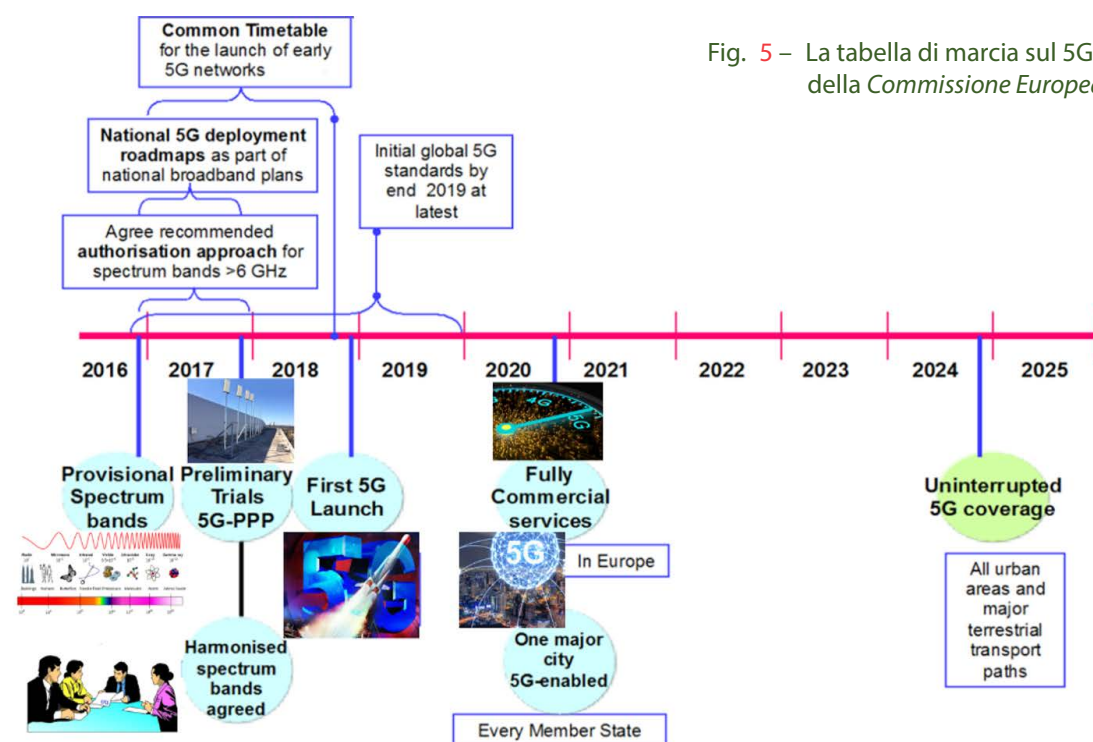 Common Timetable
for the launch of early
5G networks
Fig. 5 – La tabella di marcia sul 5G
della Commissione Europea
National 5G deployment
roadmaps as part of
national broadband plans
Initial global 5G
standards by
end 2019 at
latest
Agree recommended
authorisation approach for
spectrum bands >6 GHz
2016 2017 2018 2019 2020 2021 2022 2023 2024 2025
4G
5G
Provisional
Spectrum
bands
Preliminary
Trials
5G-PPP
First 5G
Launch
Fully
Commercial
services
Uninterrupted
5G coverage
5G
In Europe
5G
All urban
areas and
major
terrestrial
transport
paths
Harmonised
spectrum
bands
agreed
One major
city
5G-enabled
Every Member State